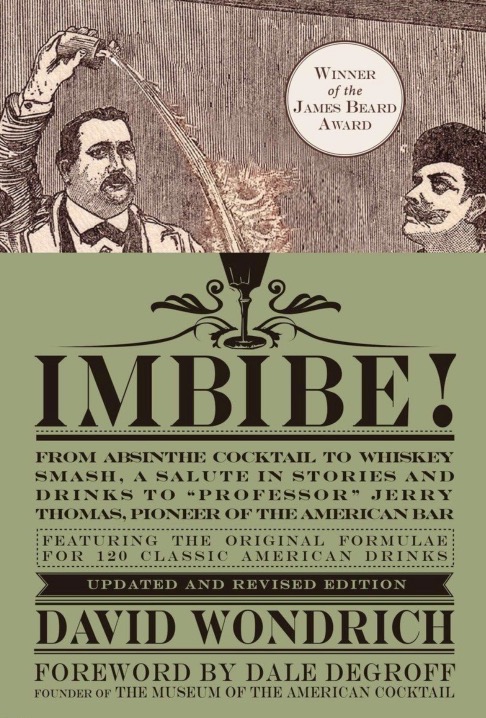 WINNER
of the
JAMES BEARD
AWARD
IMBIBE!
FROM ABSINTHE COCKTAIL TO WHISKEY
SMASH, A SALUTE IN STORIES AND
DRINKS TO “PROFESSOR” JERRY
THOMAS, PIONEER OF THE AMERICAN BAR
FEATURING THE ORIGINAL FORMULAE
FOR 120 CLASSIC AMERICAN DRINKS
UPDATED AND REVISED EDITION
DAVID WONDRICH
FOREWORD BY DALE DEGROFF
FOUNDER OF THE MUSEUM OF THE AMERICAN COCKTAIL